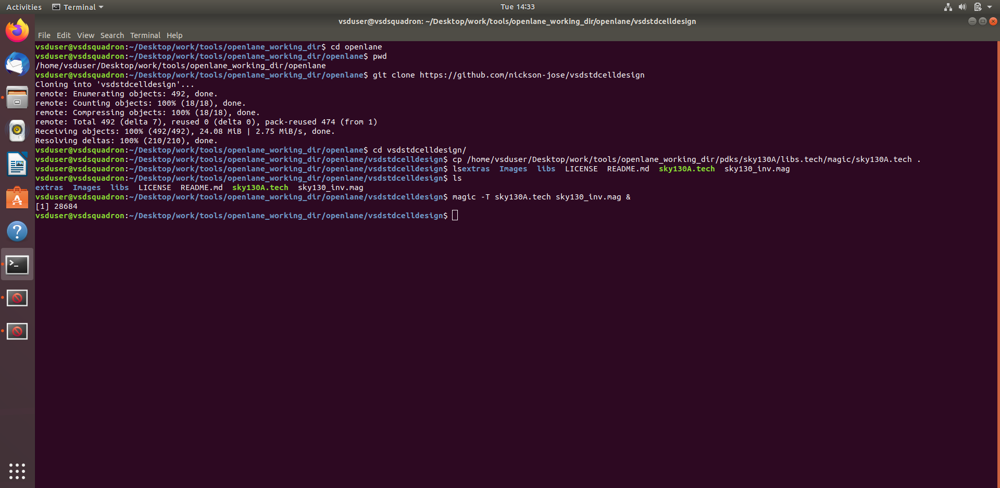 Activities Terminal Tue 14:33
vsduser@vsdsquadron: ~/Desktop/work/tools/openlane_working_dir/openlane/vsdstdcelldesign
File Edit View Search Terminal Help
vsduser@vsdsquadron:~/Desktop/work/tools/openlane_working_dir$ cd openlane
vsduser@vsdsquadron:~/Desktop/work/tools/openlane_working_dir/openlane$ pwd
/home/vsduser/Desktop/work/tools/openlane_working_dir/openlane
vsduser@vsdsquadron:~/Desktop/work/tools/openlane_working_dir/openlane$ git clone https://github.com/nickson-jose/vsdstdcelldesign
Cloning into 'vsdstdcelldesign'...
remote: Enumerating objects: 492, done.
remote: Counting objects: 100% (18/18), done.
remote: Compressing objects: 100% (18/18), done.
remote: Total 492 (delta 7), reused 0 (delta 0), pack-reused 474 (from 1)
Receiving objects: 100% (492/492), 24.08 MiB | 2.75 MiB/s, done.
Resolving deltas: 100% (210/210), done.
vsduser@vsdsquadron:~/Desktop/work/tools/openlane_working_dir/openlane$ cd vsdstdcelldesign/
vsduser@vsdsquadron:~/Desktop/work/tools/openlane_working_dir/openlane/vsdstdcelldesign$ cp /home/vsduser/Desktop/work/tools/openlane_working_dir/pdks/sky130A/libs.tech/magic/sky130A.tech .
vsduser@vsdsquadron:~/Desktop/work/tools/openlane_working_dir/openlane/vsdstdcelldesign$ lsextras  Images  libs  LICENSE  README.md  sky130A.tech  sky130_inv.mag
vsduser@vsdsquadron:~/Desktop/work/tools/openlane_working_dir/openlane/vsdstdcelldesign$ ls
extras  Images  libs  LICENSE  README.md  sky130A.tech  sky130_inv.mag
vsduser@vsdsquadron:~/Desktop/work/tools/openlane_working_dir/openlane/vsdstdcelldesign$ magic -T sky130A.tech sky130_inv.mag &
[1] 28684
vsduser@vsdsquadron:~/Desktop/work/tools/openlane_working_dir/openlane/vsdstdcelldesign$